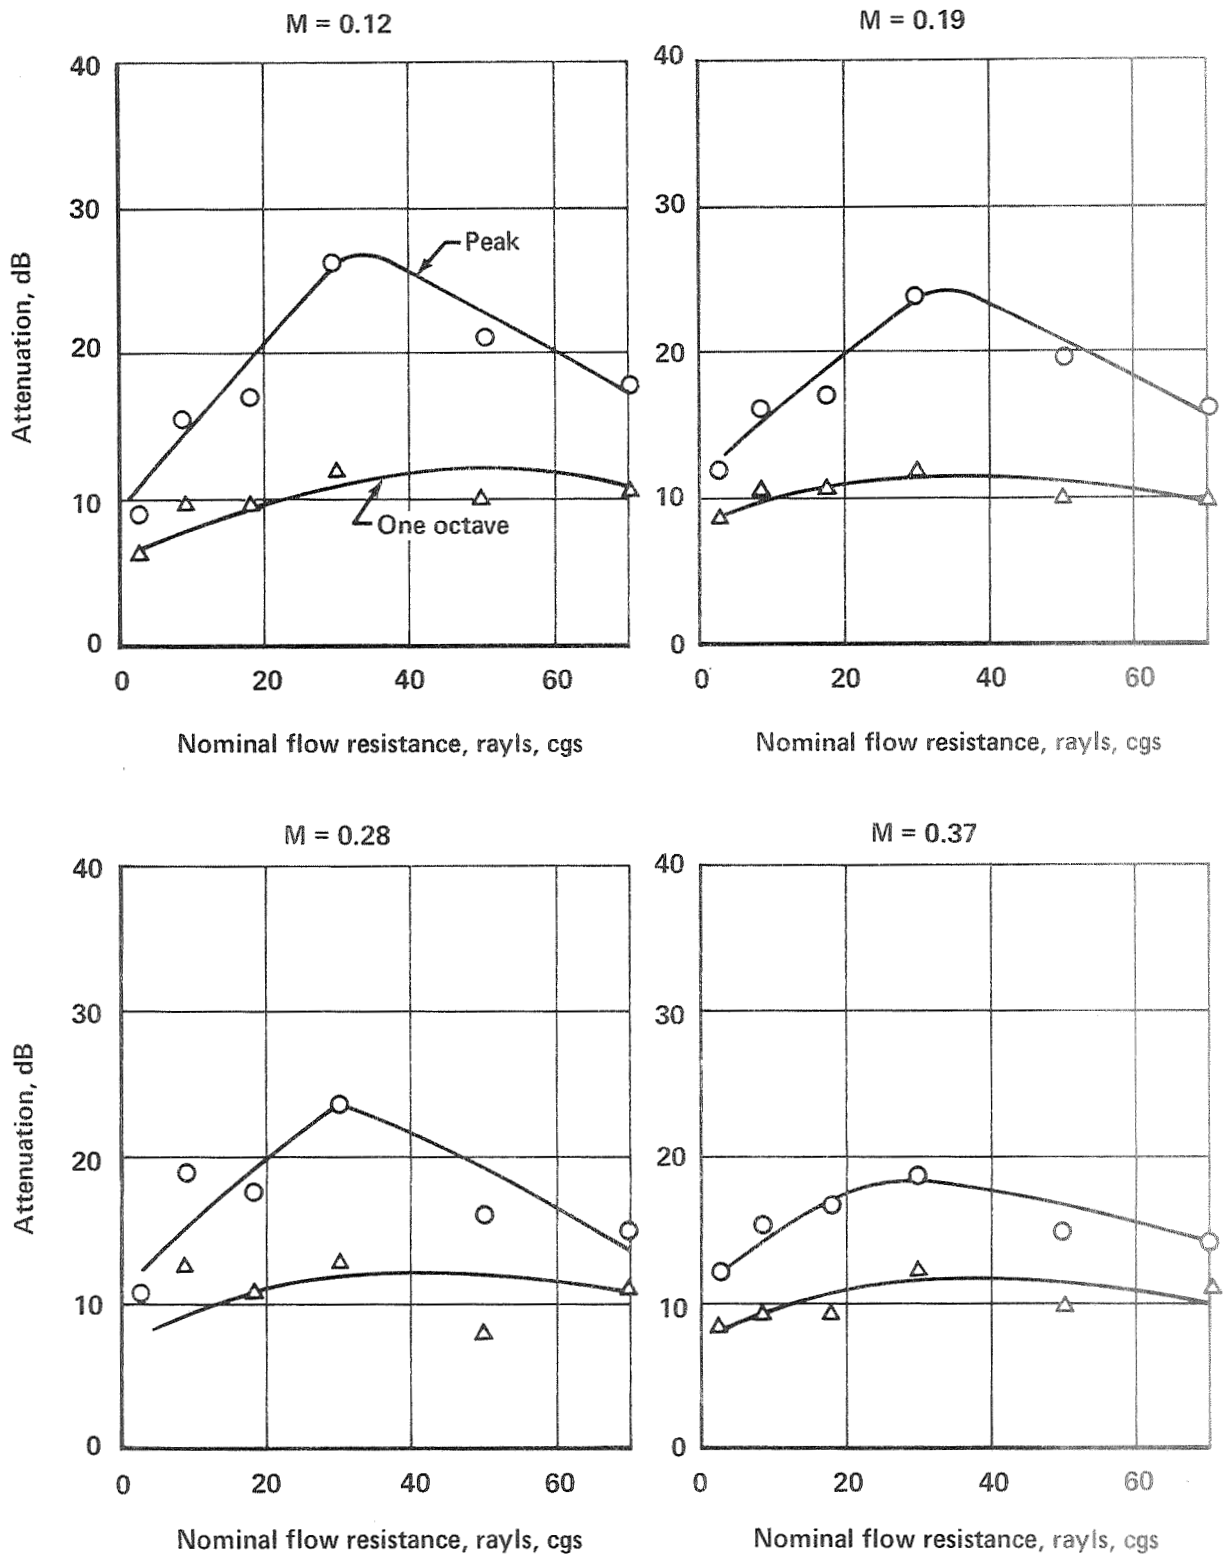 M = 0.12
40
30
20
10
0
Attenuation, dB
Peak
One octave
0 20 40 60
Nominal flow resistance, rayls, cgs
M = 0.19
40
30
20
10
0
0 20 40 60
Nominal flow resistance, rayls, cgs
M = 0.28
40
30
20
10
0
Attenuation, dB
0 20 40 60
Nominal flow resistance, rayls, cgs
M = 0.37
40
30
20
10
0
0 20 40 60
Nominal flow resistance, rayls, cgs